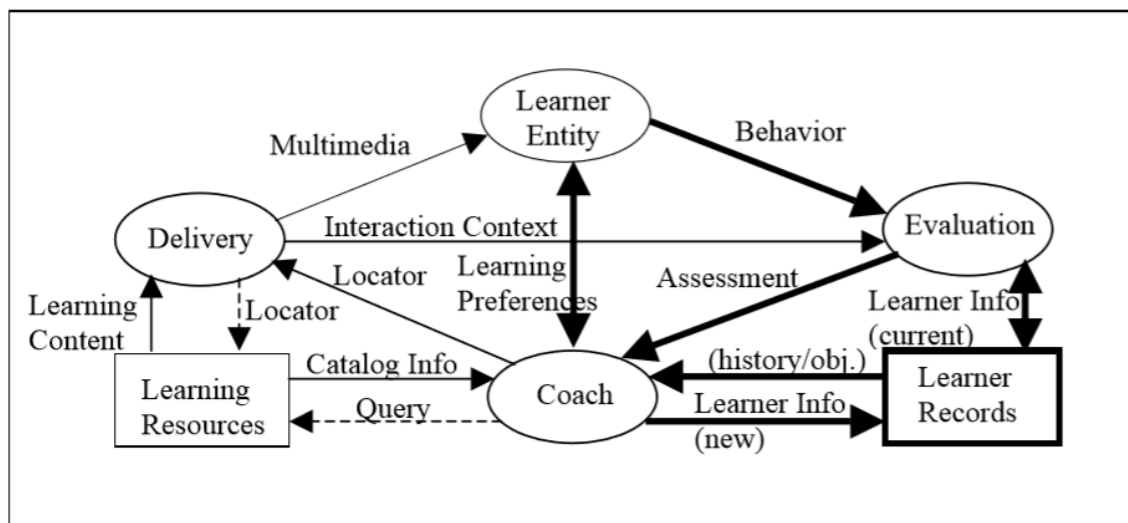 Learner
Entity
Multimedia
Behavior
Delivery
Interaction Context
Evaluation
Locator
Learning
Preferences
Assessment
Learning
Content
Locator
Learner Info
(current)
Learning
Resources
Catalog Info
Query
Coach
(history/obj.)
Learner Info
(new)
Learner
Records